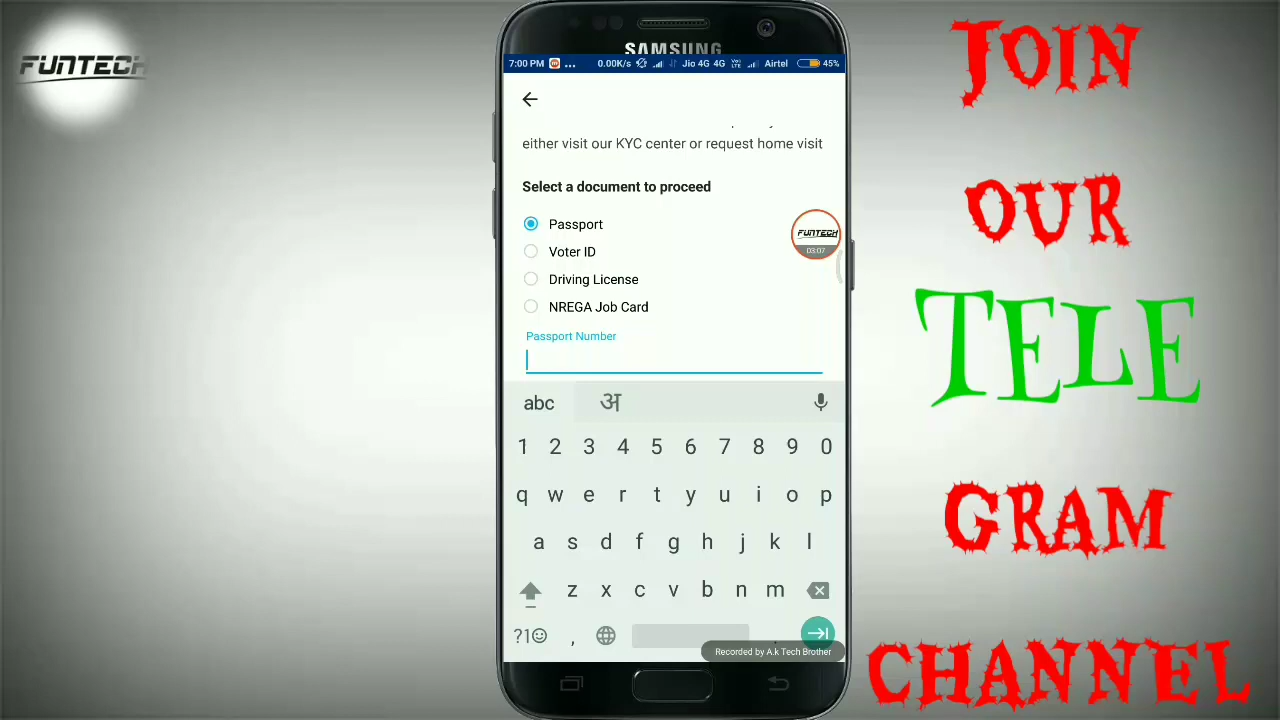 FUNTECH
SAMSUNG
7:00 PM ... 0.00K/s Jio 4G 4G VoLTE Airtel 45%
either visit our KYC center or request home visit
Select a document to proceed
Passport
FUNTECH
03:07
Voter ID
Driving License
NREGA Job Card
Passport Number
abc अ
1 2 3 4 5 6 7 8 9 0
q w e r t y u i o p
a s d f g h j k l
z x c v b n m
?1 , .
Recorded by A.k Tech Brother
JOIN
OUR
TELE
GRAM
CHANNEL